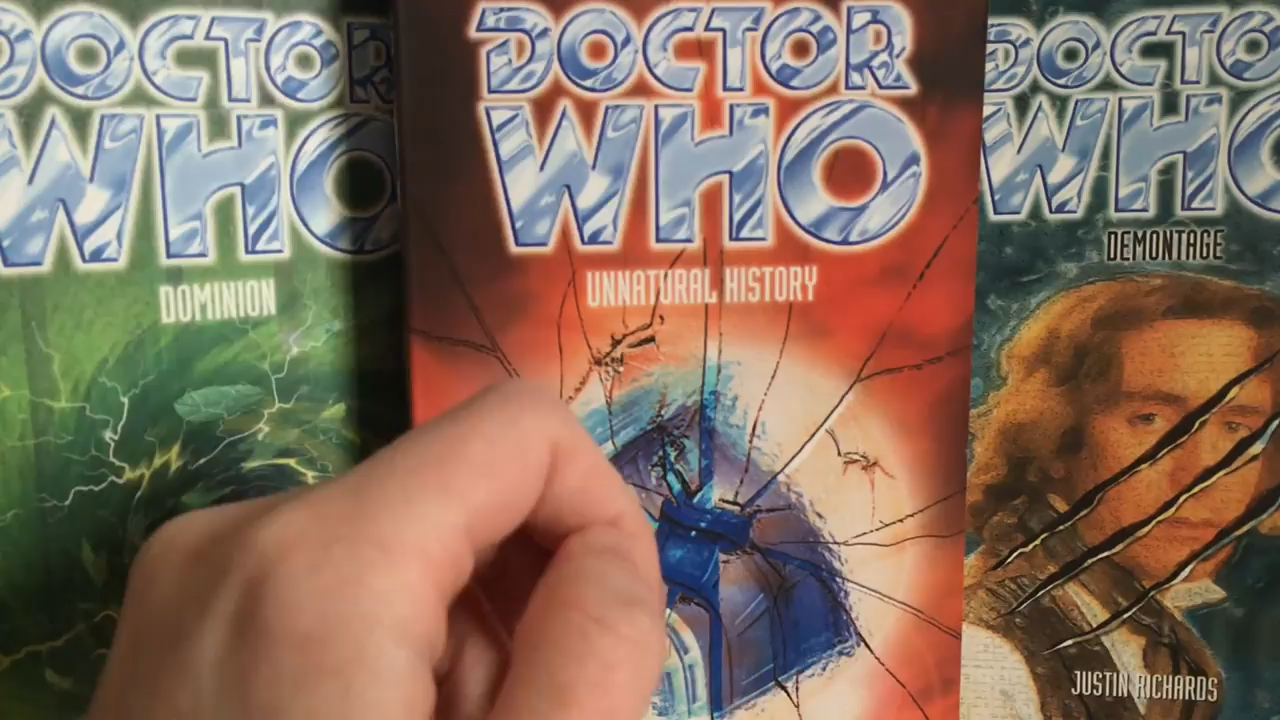 DOCTOR
WHO
DOMINION
DOCTOR
WHO
UNNATURAL HISTORY
DOCTOR
WHO
DEMONTAGE
JUSTIN RICHARDS